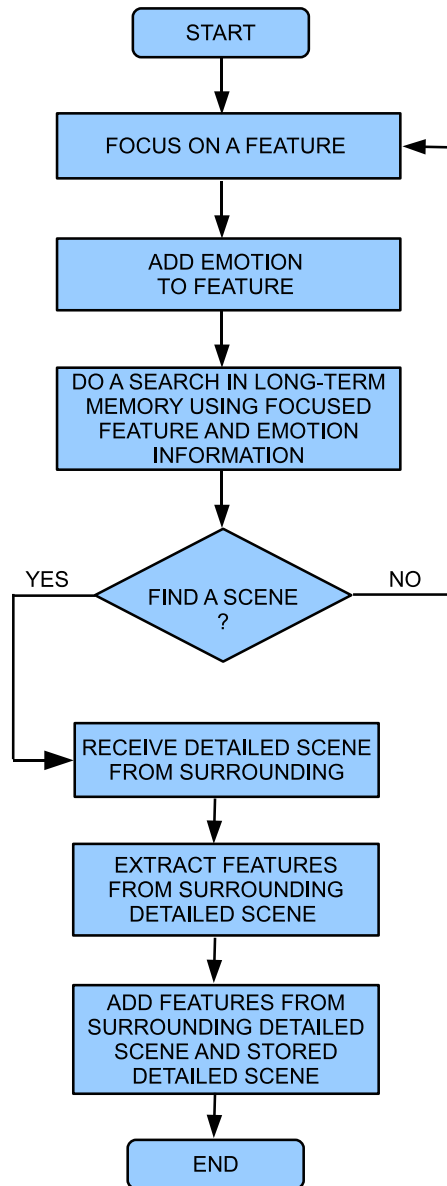 START
FOCUS ON A FEATURE
ADD EMOTION
TO FEATURE
DO A SEARCH IN LONG-TERM
MEMORY USING FOCUSED
FEATURE AND EMOTION
INFORMATION
YES
NO
FIND A SCENE
?
RECEIVE DETAILED SCENE
FROM SURROUNDING
EXTRACT FEATURES
FROM SURROUNDING
DETAILED SCENE
ADD FEATURES FROM
SURROUNDING DETAILED
SCENE AND STORED
DETAILED SCENE
END